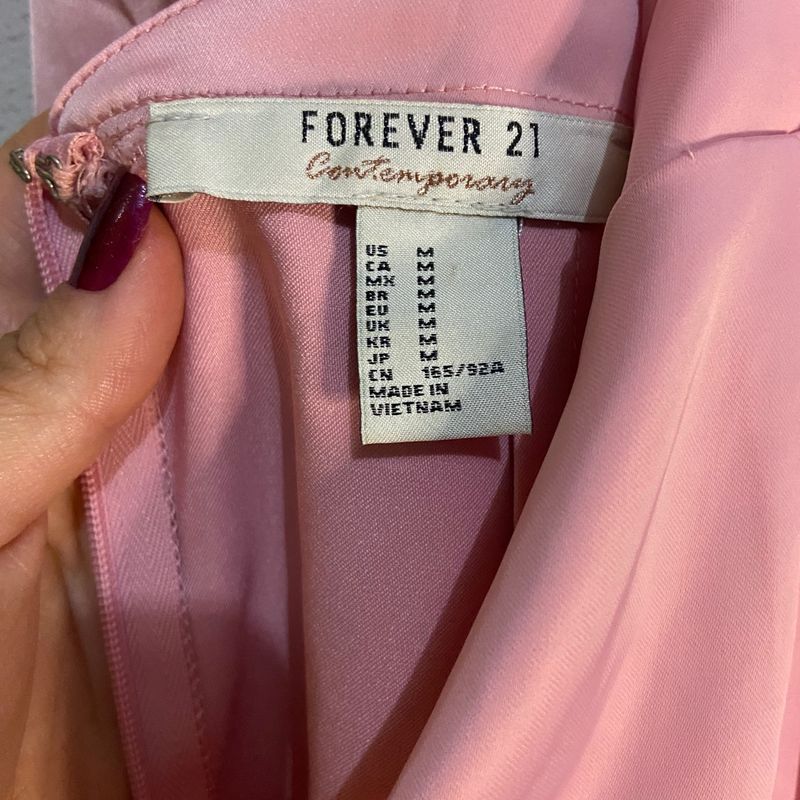 FOREVER 21
Contemporary
US M
CA M
MX M
BR M
EU M
UK M
KR M
JP M
CN 165/92A
MADE IN
VIETNAM